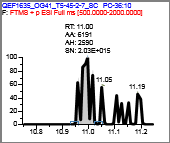 QEF1635_OG41_T5-45-2-7_SC PC-36:10
F: FTMS + p ESI Full ms [500.0000-2000.0000]
RT: 11.00
AA: 6191
AH: 2590
SN: 2.03E+015
100
80
60
40
20
0
11.05
11.19
10.8 10.9 11.0 11.1 11.2